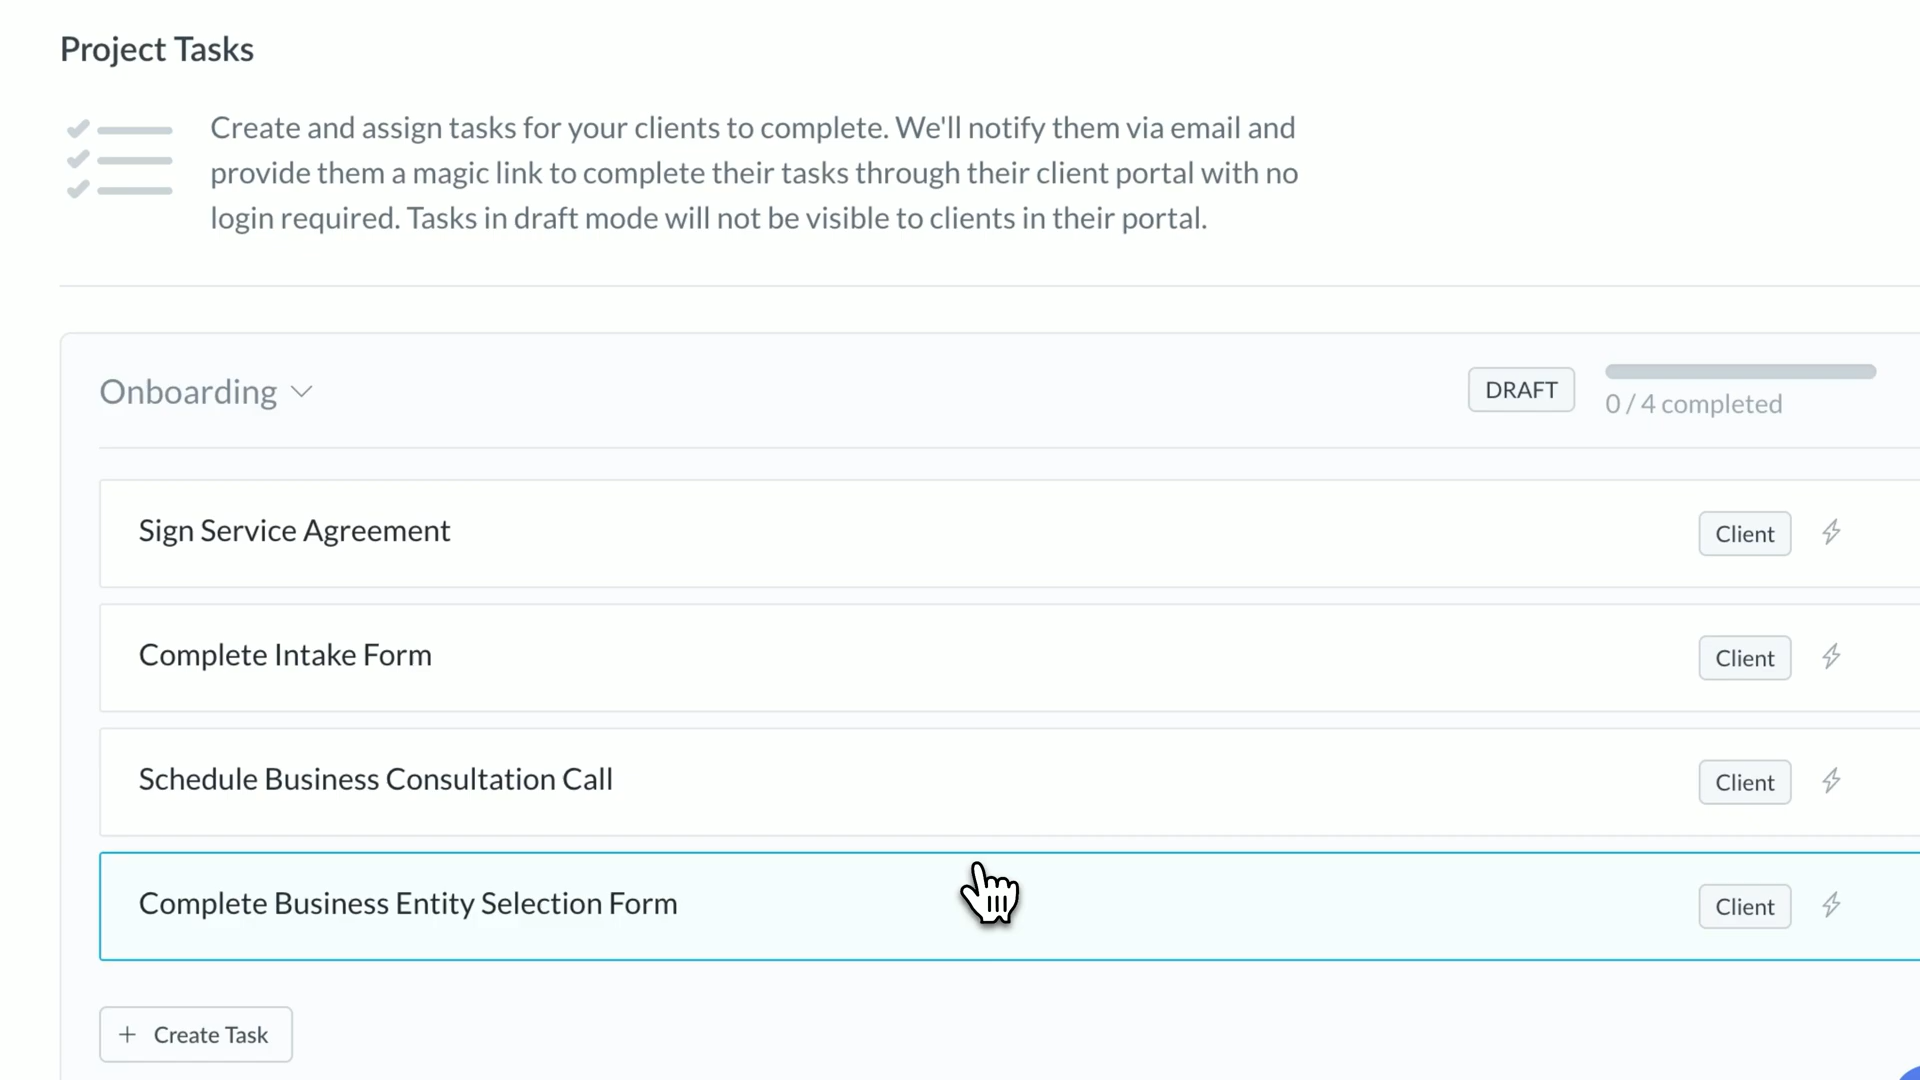 Project Tasks
Create and assign tasks for your clients to complete. We'll notify them via email and
provide them a magic link to complete their tasks through their client portal with no
login required. Tasks in draft mode will not be visible to clients in their portal.
Onboarding
DRAFT
0 / 4 completed
Sign Service Agreement
Client
Complete Intake Form
Client
Schedule Business Consultation Call
Client
Complete Business Entity Selection Form
Client
+ Create Task